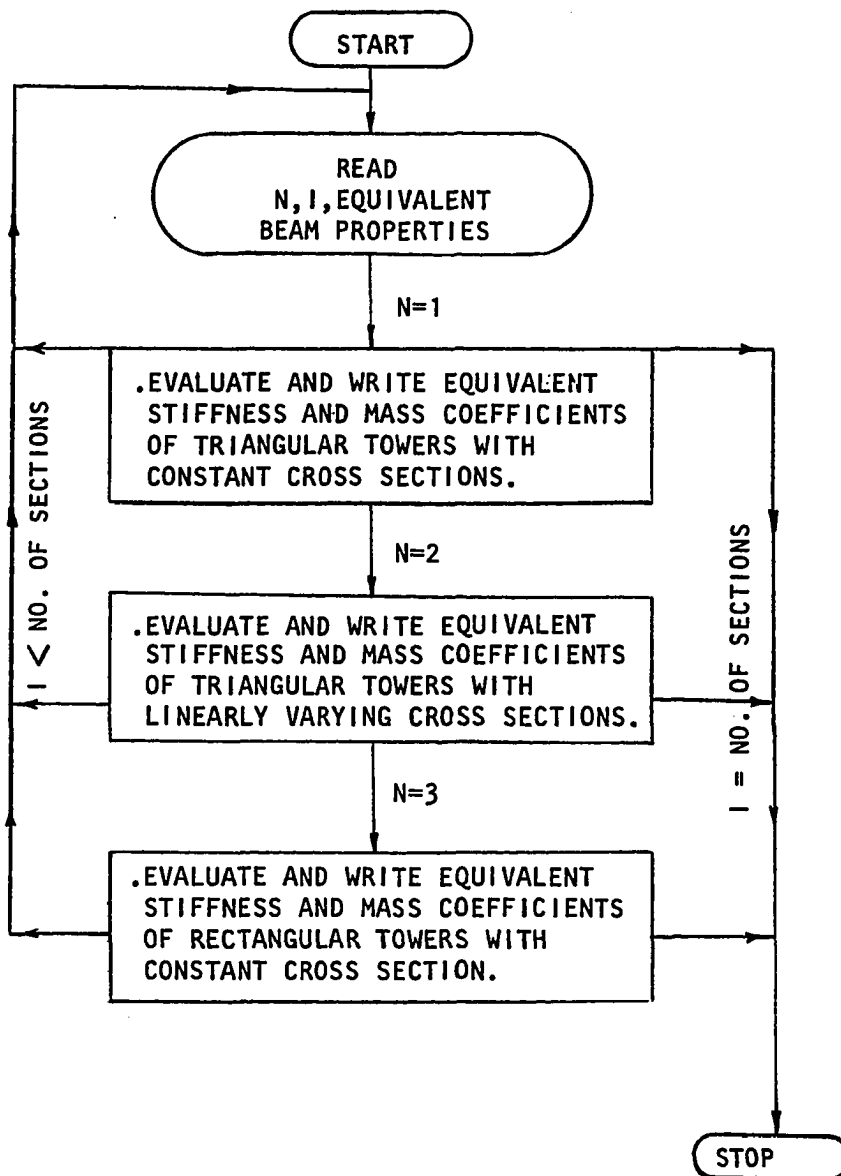 START
READ
N,I,EQUIVALENT
BEAM PROPERTIES
N=1
.EVALUATE AND WRITE EQUIVALENT
STIFFNESS AND MASS COEFFICIENTS
OF TRIANGULAR TOWERS WITH
CONSTANT CROSS SECTIONS.
N=2
.EVALUATE AND WRITE EQUIVALENT
STIFFNESS AND MASS COEFFICIENTS
OF TRIANGULAR TOWERS WITH
LINEARLY VARYING CROSS SECTIONS.
N=3
.EVALUATE AND WRITE EQUIVALENT
STIFFNESS AND MASS COEFFICIENTS
OF RECTANGULAR TOWERS WITH
CONSTANT CROSS SECTION.
I < NO. OF SECTIONS
I = NO. OF SECTIONS
STOP